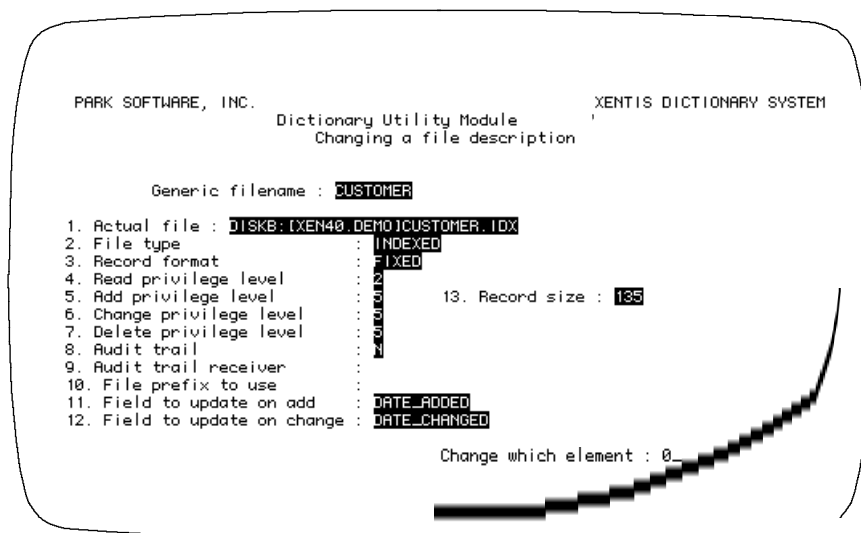 PARK SOFTWARE, INC. XENTIS DICTIONARY SYSTEM
Dictionary Utility Module
Changing a file description
Generic filename : CUSTOMER
1. Actual file : DISKB:[XEN40.DEMO]CUSTOMER.IDX
2. File type : INDEXED
3. Record format : FIXED
4. Read privilege level : 2
5. Add privilege level : 5 13. Record size : 135
6. Change privilege level : 5
7. Delete privilege level : 5
8. Audit trail : N
9. Audit trail receiver :
10. File prefix to use :
11. Field to update on add : DATE_ADDED
12. Field to update on change : DATE_CHANGED
Change which element : 0_